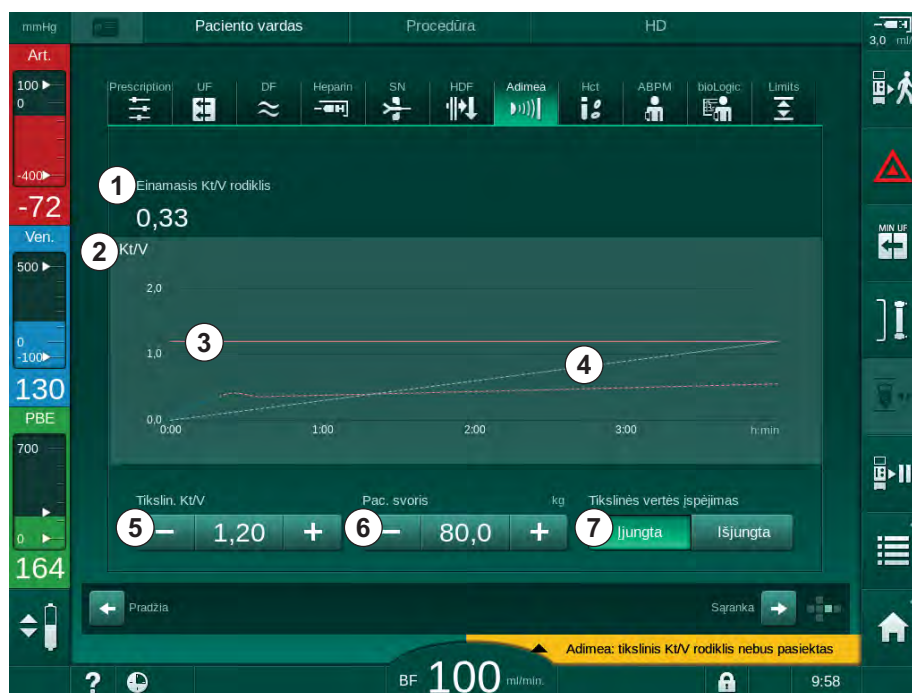 mmHg
Paciento vardas
Procedūra
HD
3,0 ml/
Art.
100
0
-400
-72
Ven.
500
0
-100
130
PBE
700
0
164
Prescription
UF
DF
Heparin
SN
HDF
Adimea
Hct
ABPM
bioLogic
Limits
1
Einamasis Kt/V rodiklis
0,33
2
Kt/V
2,0
1,0
0,0
3
4
0:00
1:00
2:00
3:00
h:min
Tikslin. Kt/V
Pac. svoris
kg
Tikslinės vertės įspėjimas
5
− 1,20 +
6
− 80,0 +
7
Įjungta
Išjungta
Pradžia
Sąranka
Adimea: tikslinis Kt/V rodiklis nebus pasiektas
? BF 100 ml/min.
9:58
MIN UF